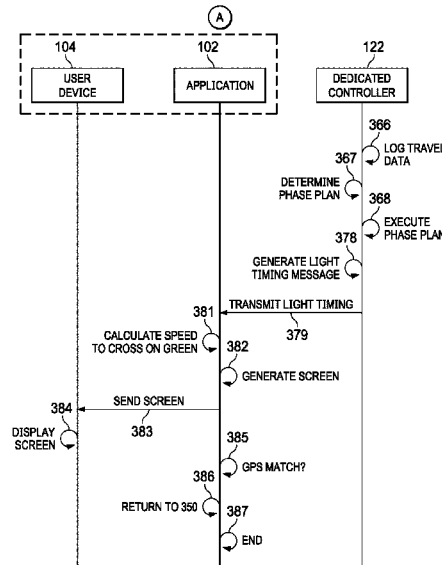 A
104
102
122
USER
DEVICE
APPLICATION
DEDICATED
CONTROLLER
366
LOG TRAVEL
DATA
367
DETERMINE
PHASE PLAN
368
EXECUTE
PHASE PLAN
378
GENERATE LIGHT
TIMING MESSAGE
TRANSMIT LIGHT TIMING
379
381
CALCULATE SPEED
TO CROSS ON GREEN
382
GENERATE SCREEN
SEND SCREEN
383
384
DISPLAY
SCREEN
385
GPS MATCH?
386
RETURN TO 350
387
END